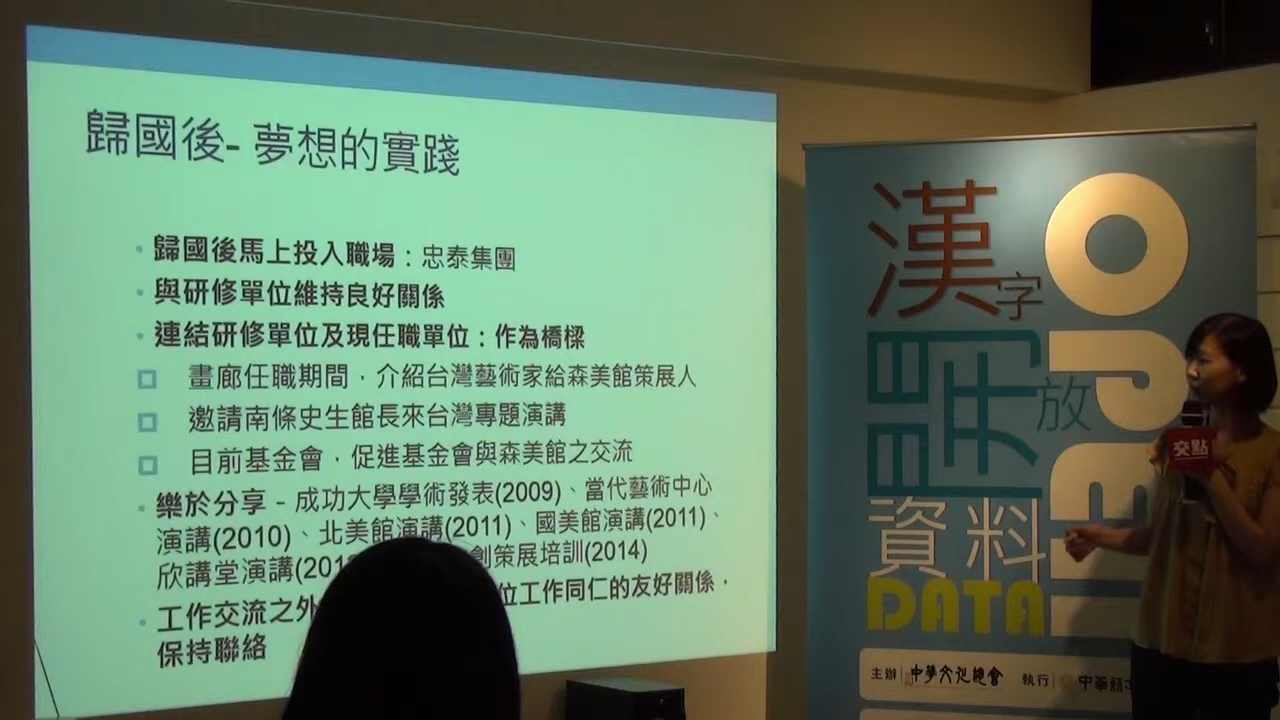 歸國後- 夢想的實踐
歸國後馬上投入職場：忠泰集團
與研修單位維持良好關係
連結研修單位及現任職單位：作為橋樑
畫廊任職期間，介紹台灣藝術家給森美館策展人
邀請南條史生館長來台灣專題演講
目前基金會，促進基金會與森美館之交流
樂於分享 - 成功大學學術發表(2009)、當代藝術中心
演講(2010)、北美館演講(2011)、國美館演講(2011)、
欣講堂演講(201 創策展培訓(2014)
工作交流之外 位工作同仁的友好關係，
保持聯絡
漢字
開放
資料
DATA
OPEN
交點
主辦 中華文化總會 執行 中華